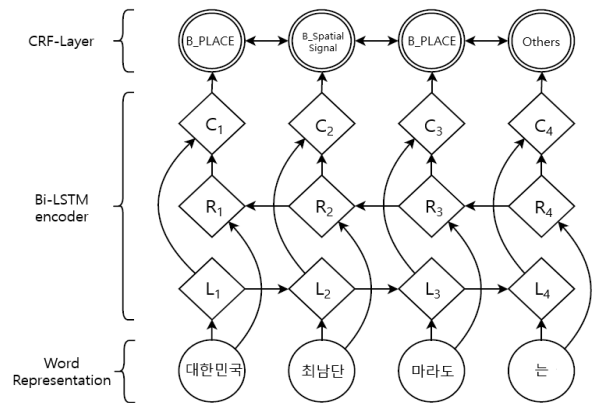 CRF-Layer
B_PLACE
B_Spatial
Signal
B_PLACE
Others
Bi-LSTM
encoder
C1
C2
C3
C4
R1
R2
R3
R4
L1
L2
L3
L4
Word
Representation
대한민국
최남단
마라도
는